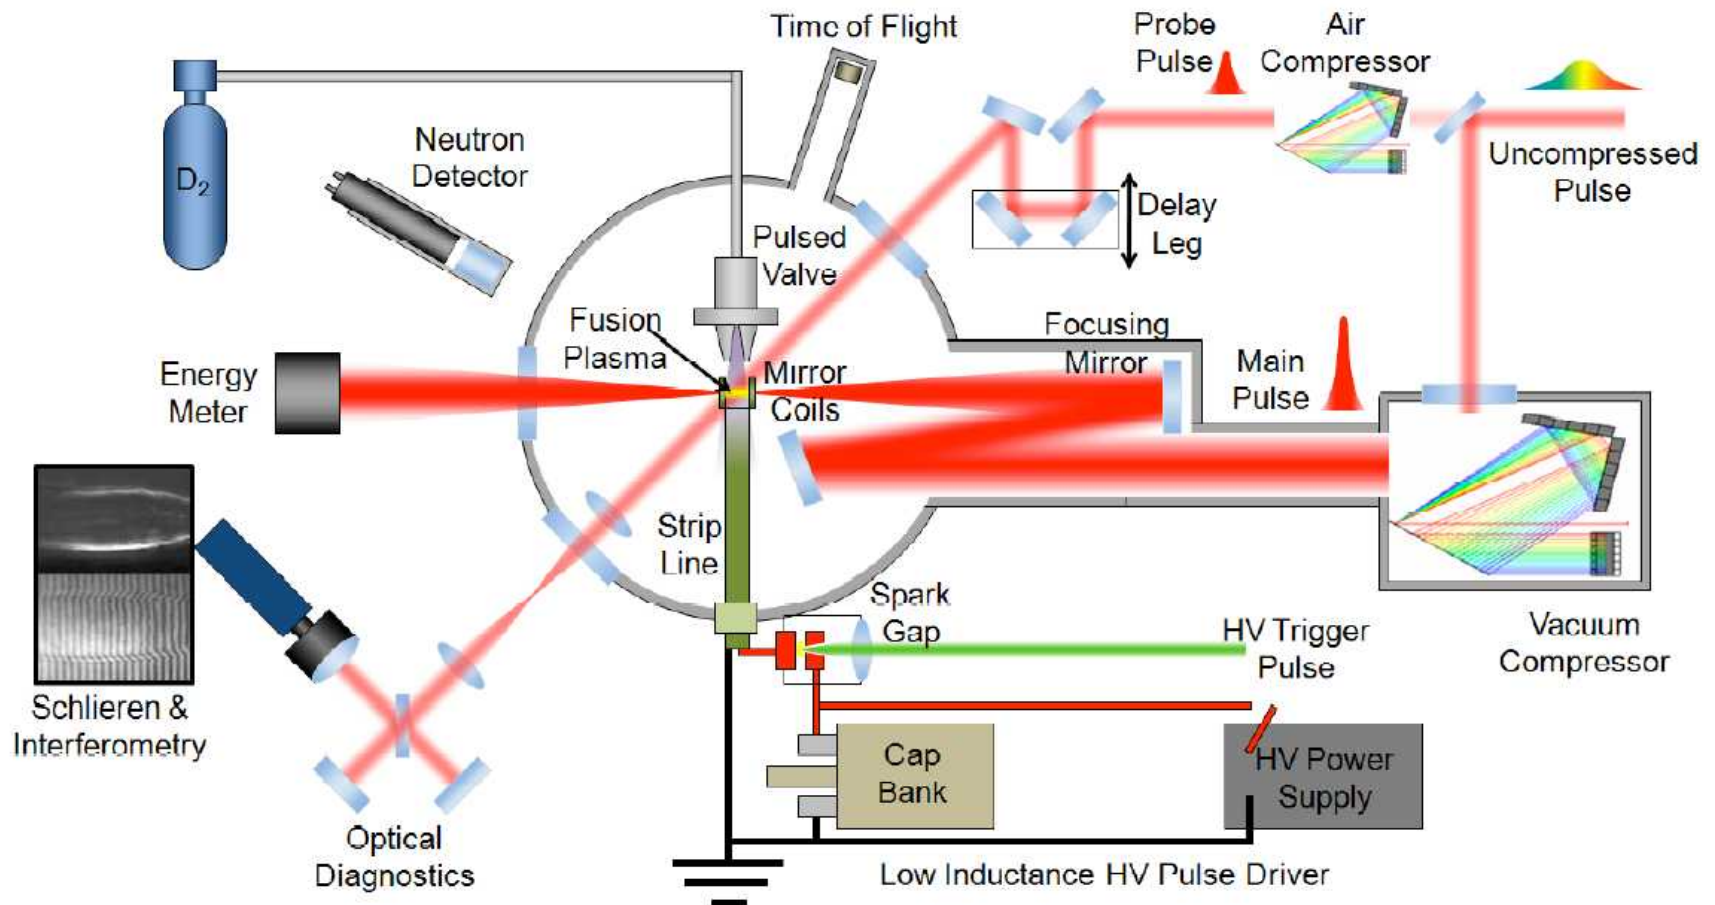 Time of Flight
Probe
Pulse
Air
Compressor
Uncompressed
Pulse
Neutron
Detector
D2
Pulsed
Valve
Delay
Leg
Fusion
Plasma
Energy
Meter
Mirror
Coils
Focusing
Mirror
Main
Pulse
Strip
Line
Spark
Gap
HV Trigger
Pulse
Vacuum
Compressor
Schlieren &
Interferometry
Cap
Bank
HV Power
Supply
Optical
Diagnostics
Low Inductance HV Pulse Driver